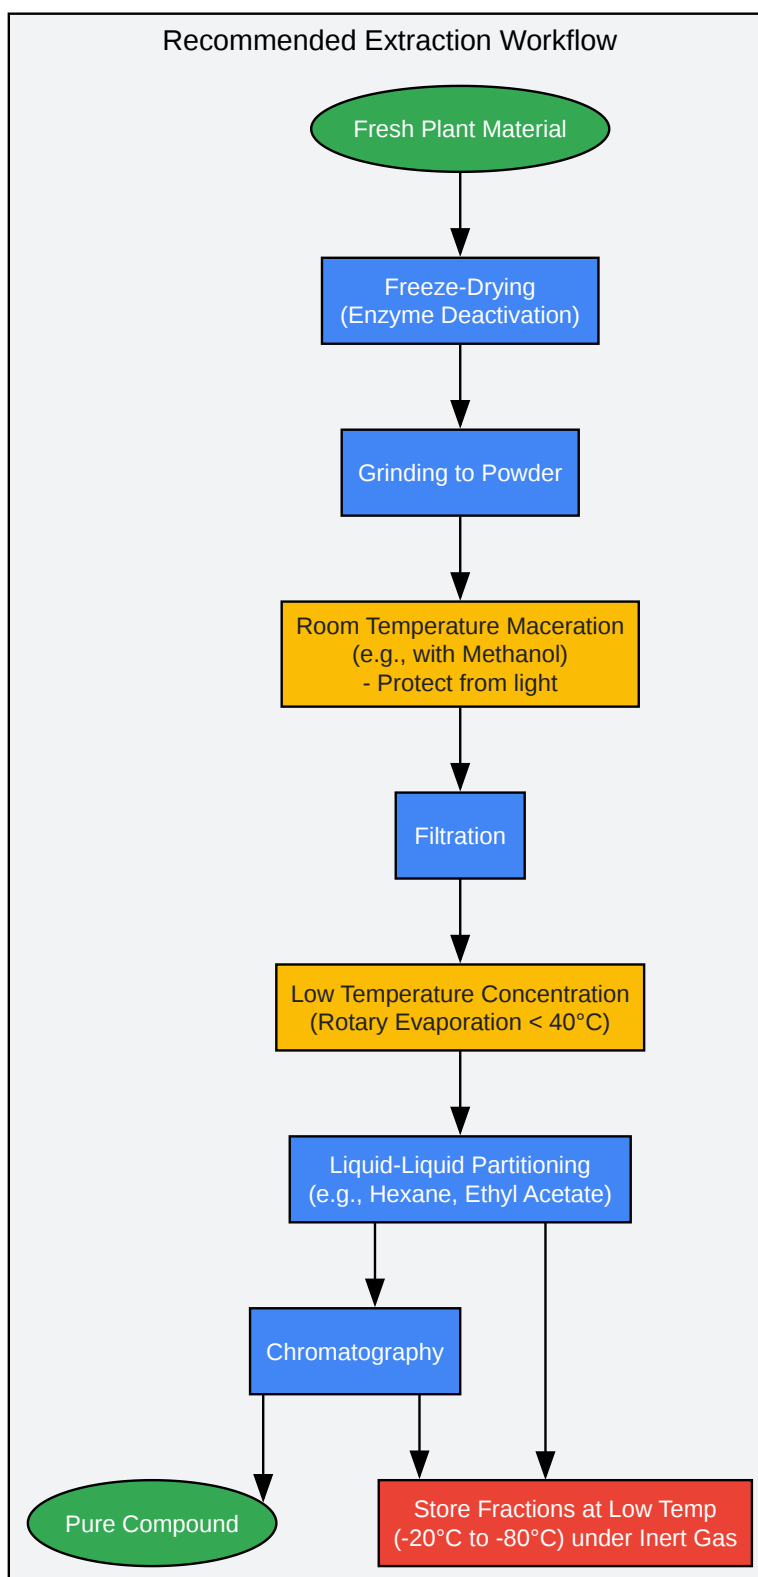 Recommended Extraction Workflow
Fresh Plant Material
Freeze-Drying
(Enzyme Deactivation)
Grinding to Powder
Room Temperature Maceration
(e.g., with Methanol)
- Protect from light
Filtration
Low Temperature Concentration
(Rotary Evaporation < 40°C)
Liquid-Liquid Partitioning
(e.g., Hexane, Ethyl Acetate)
Chromatography
Pure Compound
Store Fractions at Low Temp
(-20°C to -80°C) under Inert Gas